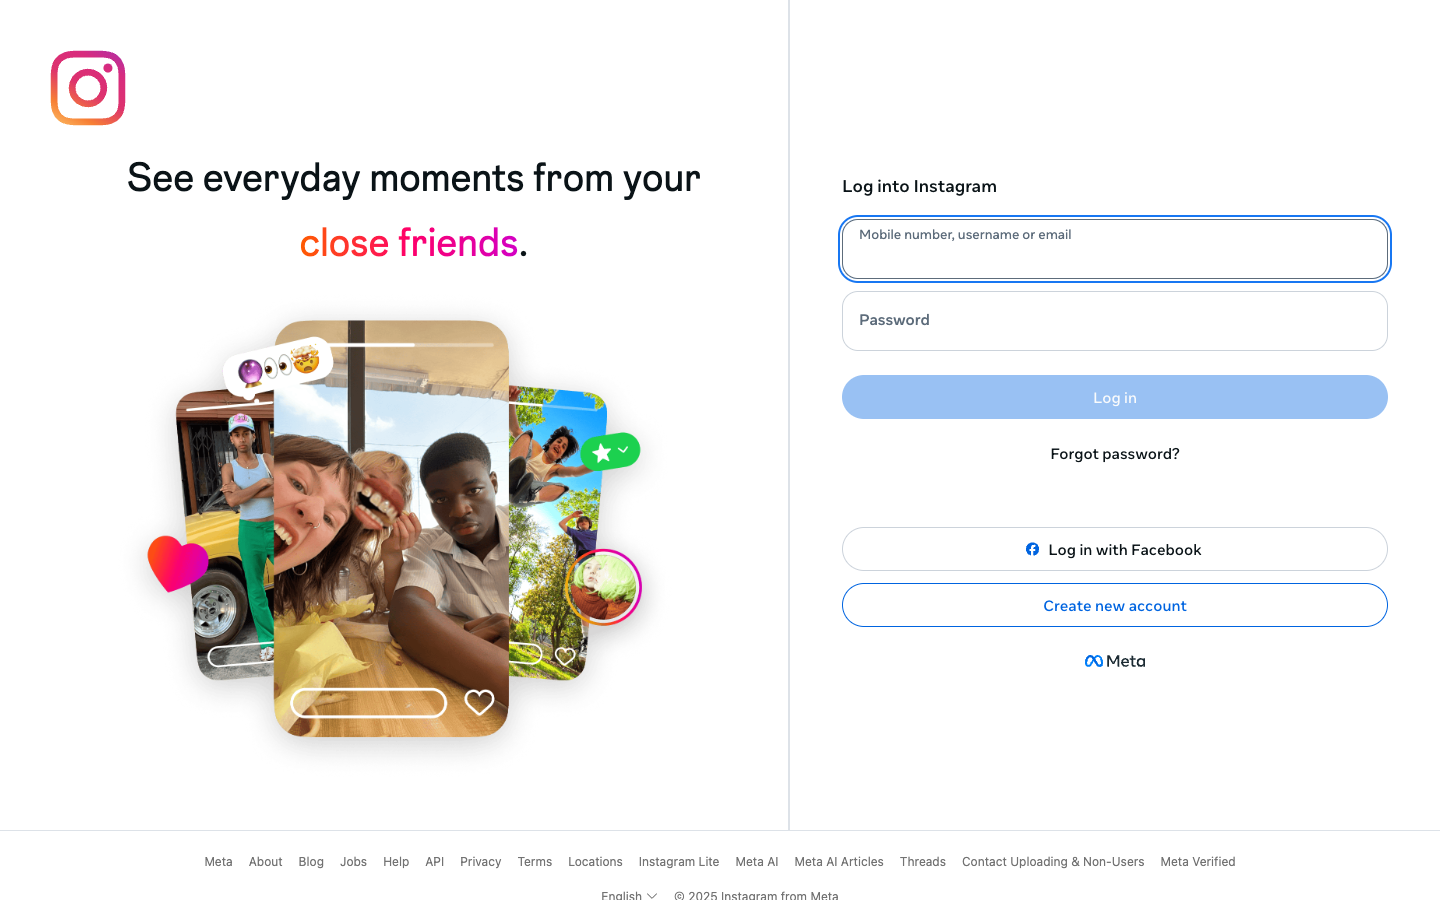 See everyday moments from your
close friends.
Log into Instagram
Mobile number, username or email
Password
Log in
Forgot password?
Log in with Facebook
Create new account
Meta
Meta About Blog Jobs Help API Privacy Terms Locations Instagram Lite Meta AI Meta AI Articles Threads Contact Uploading & Non-Users Meta Verified
English © 2025 Instagram from Meta